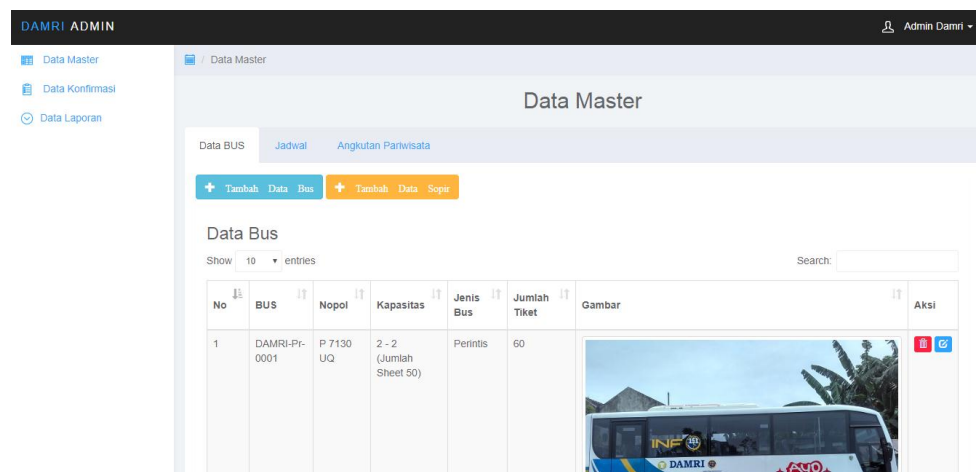 DAMRI ADMIN
Admin Damri
Data Master
Data Konfirmasi
Data Laporan
/ Data Master
Data Master
Data BUS Jadwal Angkutan Pariwisata
+ Tambah Data Bus + Tambah Data Sopir
Data Bus
Show 10 entries Search:
No BUS Nopol Kapasitas Jenis Bus Jumlah Tiket Gambar Aksi
1 DAMRI-Pr-0001 P 7130 UQ 2 - 2 (Jumlah Sheet 50) Perintis 60
INF
DAMRI
AYO